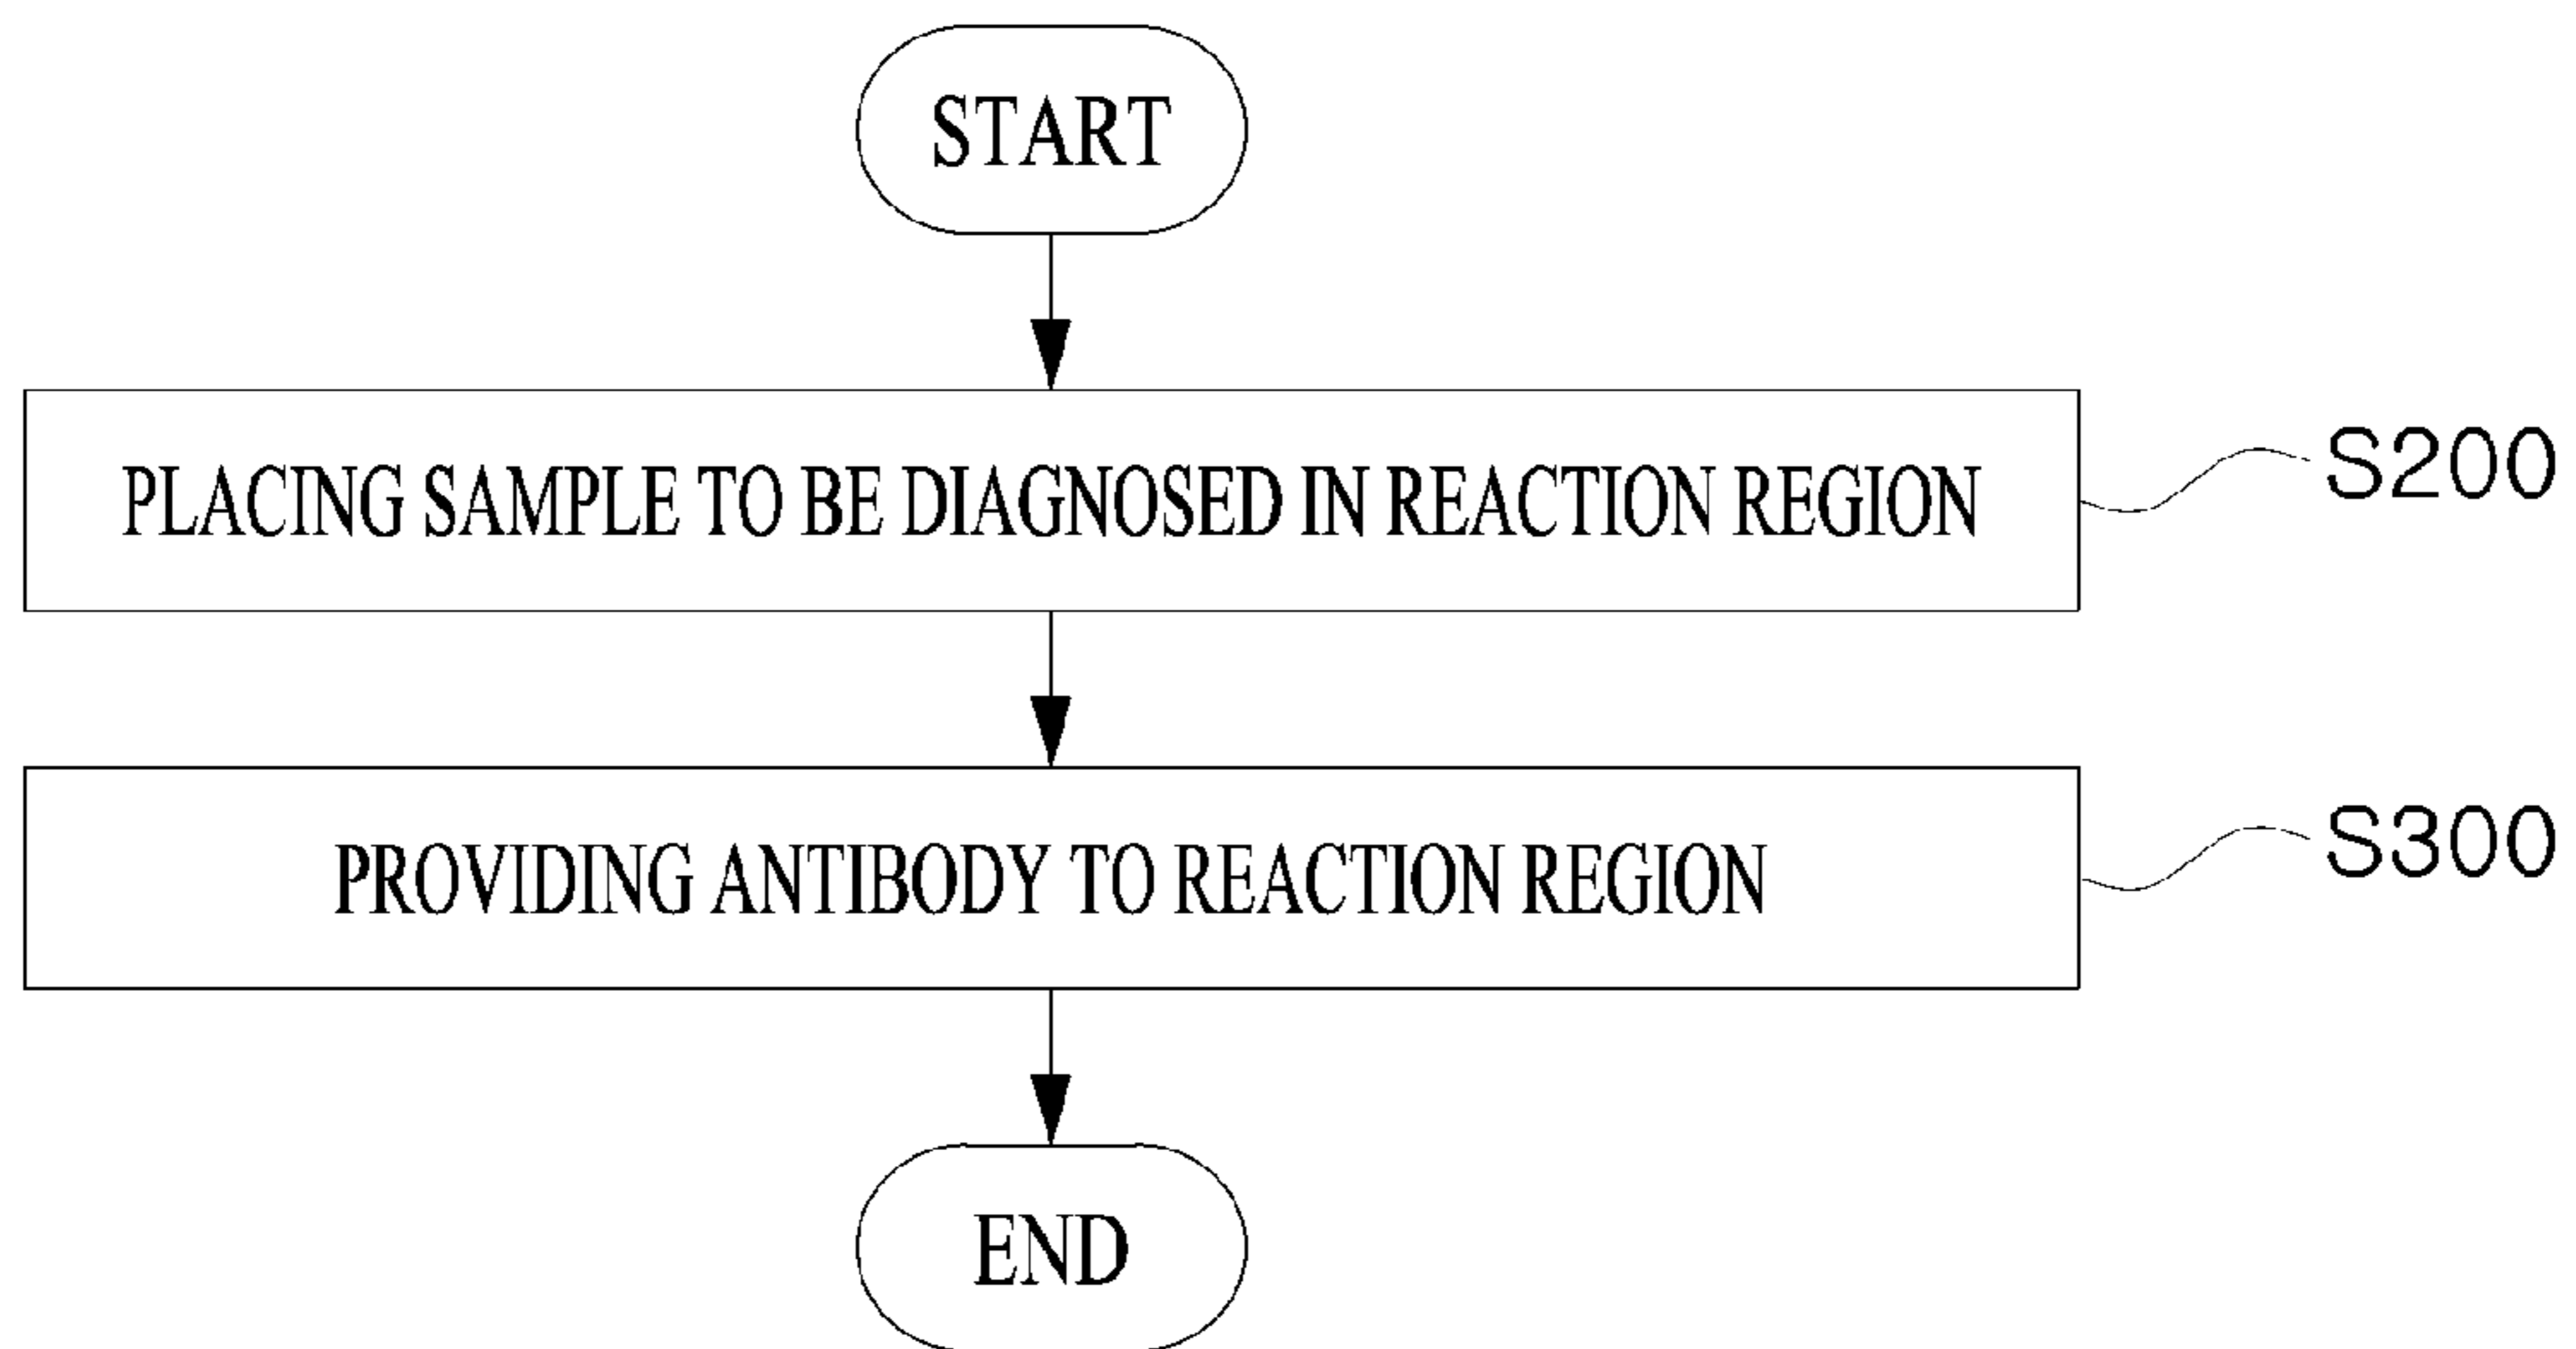 START
PLACING SAMPLE TO BE DIAGNOSED IN REACTION REGION
S200
PROVIDING ANTIBODY TO REACTION REGION
S300
END